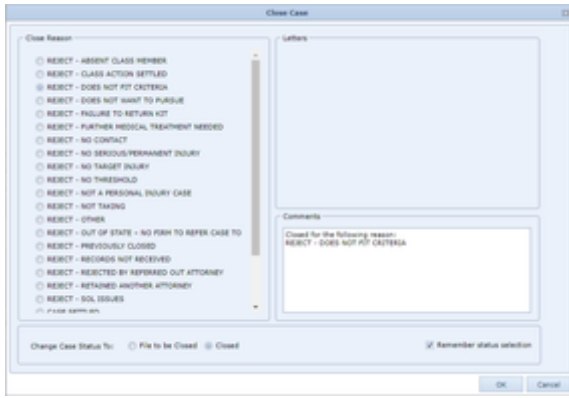 Close Case
Close Reason
REJECT - ABSENT CLASS MEMBER
REJECT - CLASS ACTION SETTLED
REJECT - DOES NOT FIT CRITERIA
REJECT - DOES NOT WANT TO PURSUE
REJECT - FAILURE TO RETURN KIT
REJECT - FURTHER MEDICAL TREATMENT NEEDED
REJECT - NO CONTACT
REJECT - NO SERIOUS/PERMANENT INJURY
REJECT - NO TARGET INJURY
REJECT - NO THRESHOLD
REJECT - NOT A PERSONAL INJURY CASE
REJECT - NOT TAKING
REJECT - OTHER
REJECT - OUT OF STATE - NO FIRM TO REFER CASE TO
REJECT - PREVIOUSLY CLOSED
REJECT - RECORDS NOT RECEIVED
REJECT - REJECTED BY REFERRED OUT ATTORNEY
REJECT - RETAINED ANOTHER ATTORNEY
REJECT - SOL ISSUES
CASE SETTLED
Letters
Comments
Closed for the following reason:
REJECT - DOES NOT FIT CRITERIA
Change Case Status To: File to be Closed Closed
Remember status selection
OK Cancel